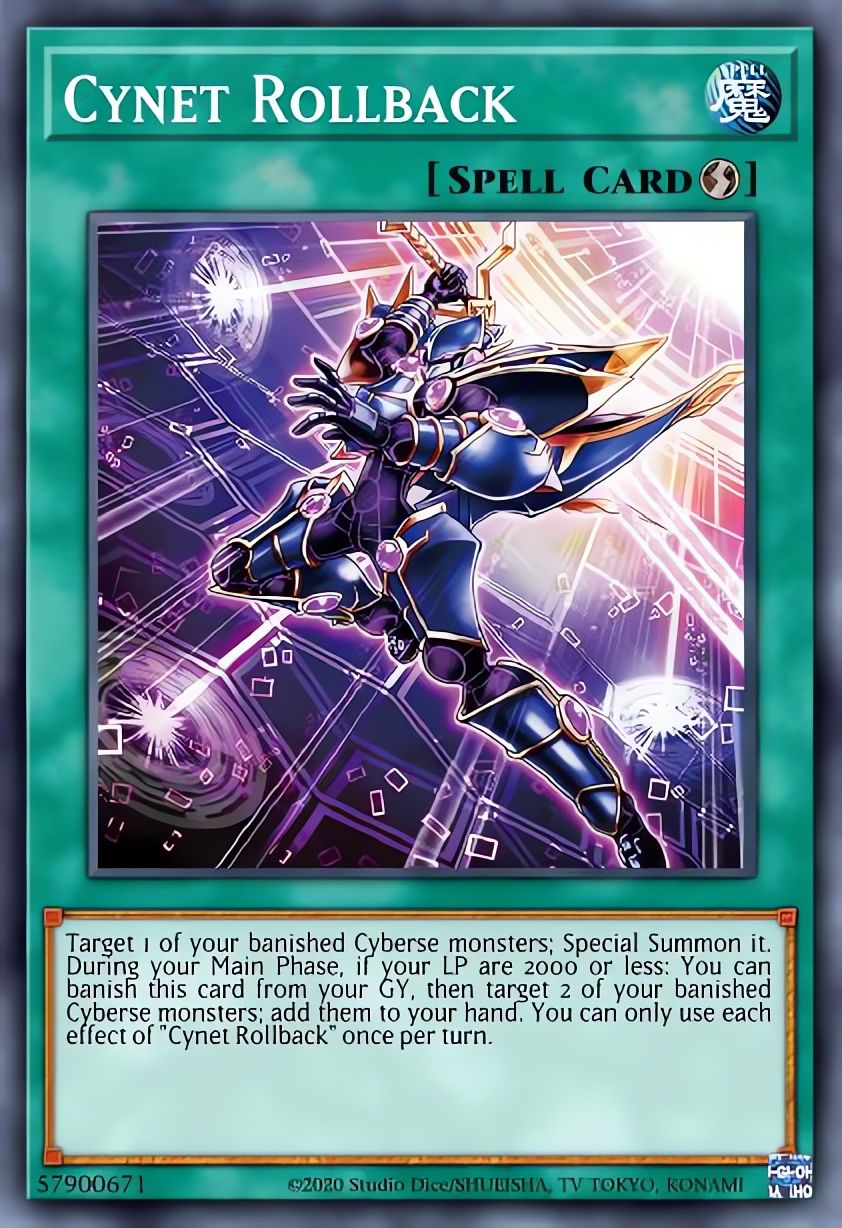 CYNET ROLLBACK
魔
[SPELL CARD]
Target 1 of your banished Cyberse monsters; Special Summon it.
During your Main Phase, if your LP are 2000 or less: You can
banish this card from your GY, then target 2 of your banished
Cyberse monsters; add them to your hand. You can only use each
effect of "Cynet Rollback" once per turn.
57900671
©2020 Studio Dice/SHUEISHA, TV TOKYO, KONAMI